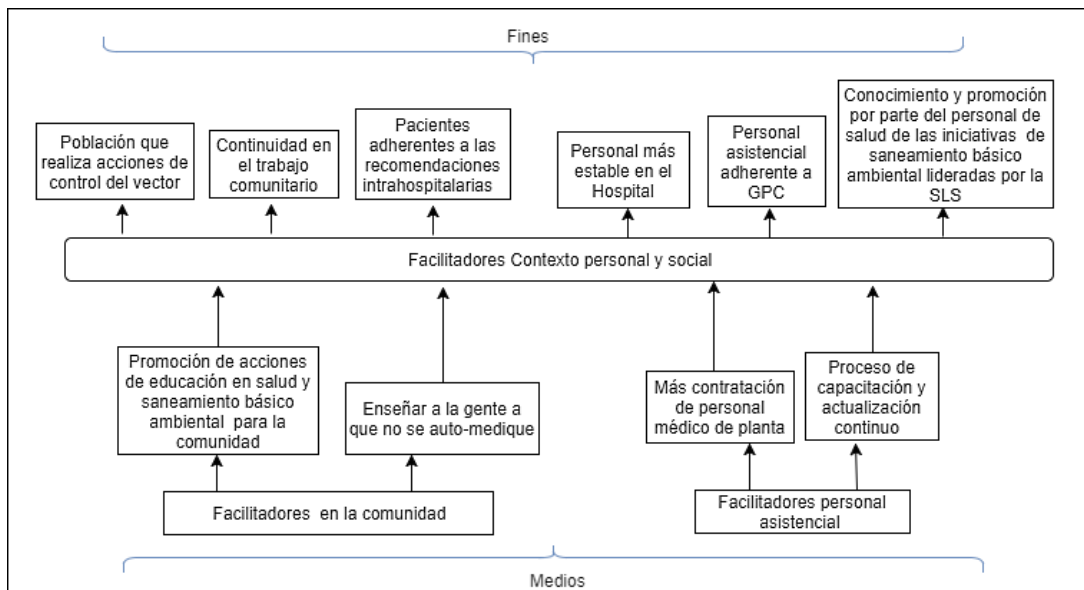 Fines
Población que
realiza acciones de
control del vector
Continuidad en
el trabajo
comunitario
Pacientes
adherentes a las
recomendaciones
intrahospitalarias
Personal más
estable en el
Hospital
Personal
asistencial
adherente a
GPC
Conocimiento y promoción
por parte del personal de
salud de las iniciativas de
saneamiento básico
ambiental lideradas por la
SLS
Facilitadores Contexto personal y social
Promoción de acciones
de educación en salud y
saneamiento básico
ambiental para la
comunidad
Enseñar a la gente a
que no se auto-medique
Más contratación
de personal
médico de planta
Proceso de
capacitación y
actualización
continuo
Facilitadores en la comunidad
Facilitadores personal
asistencial
Medios